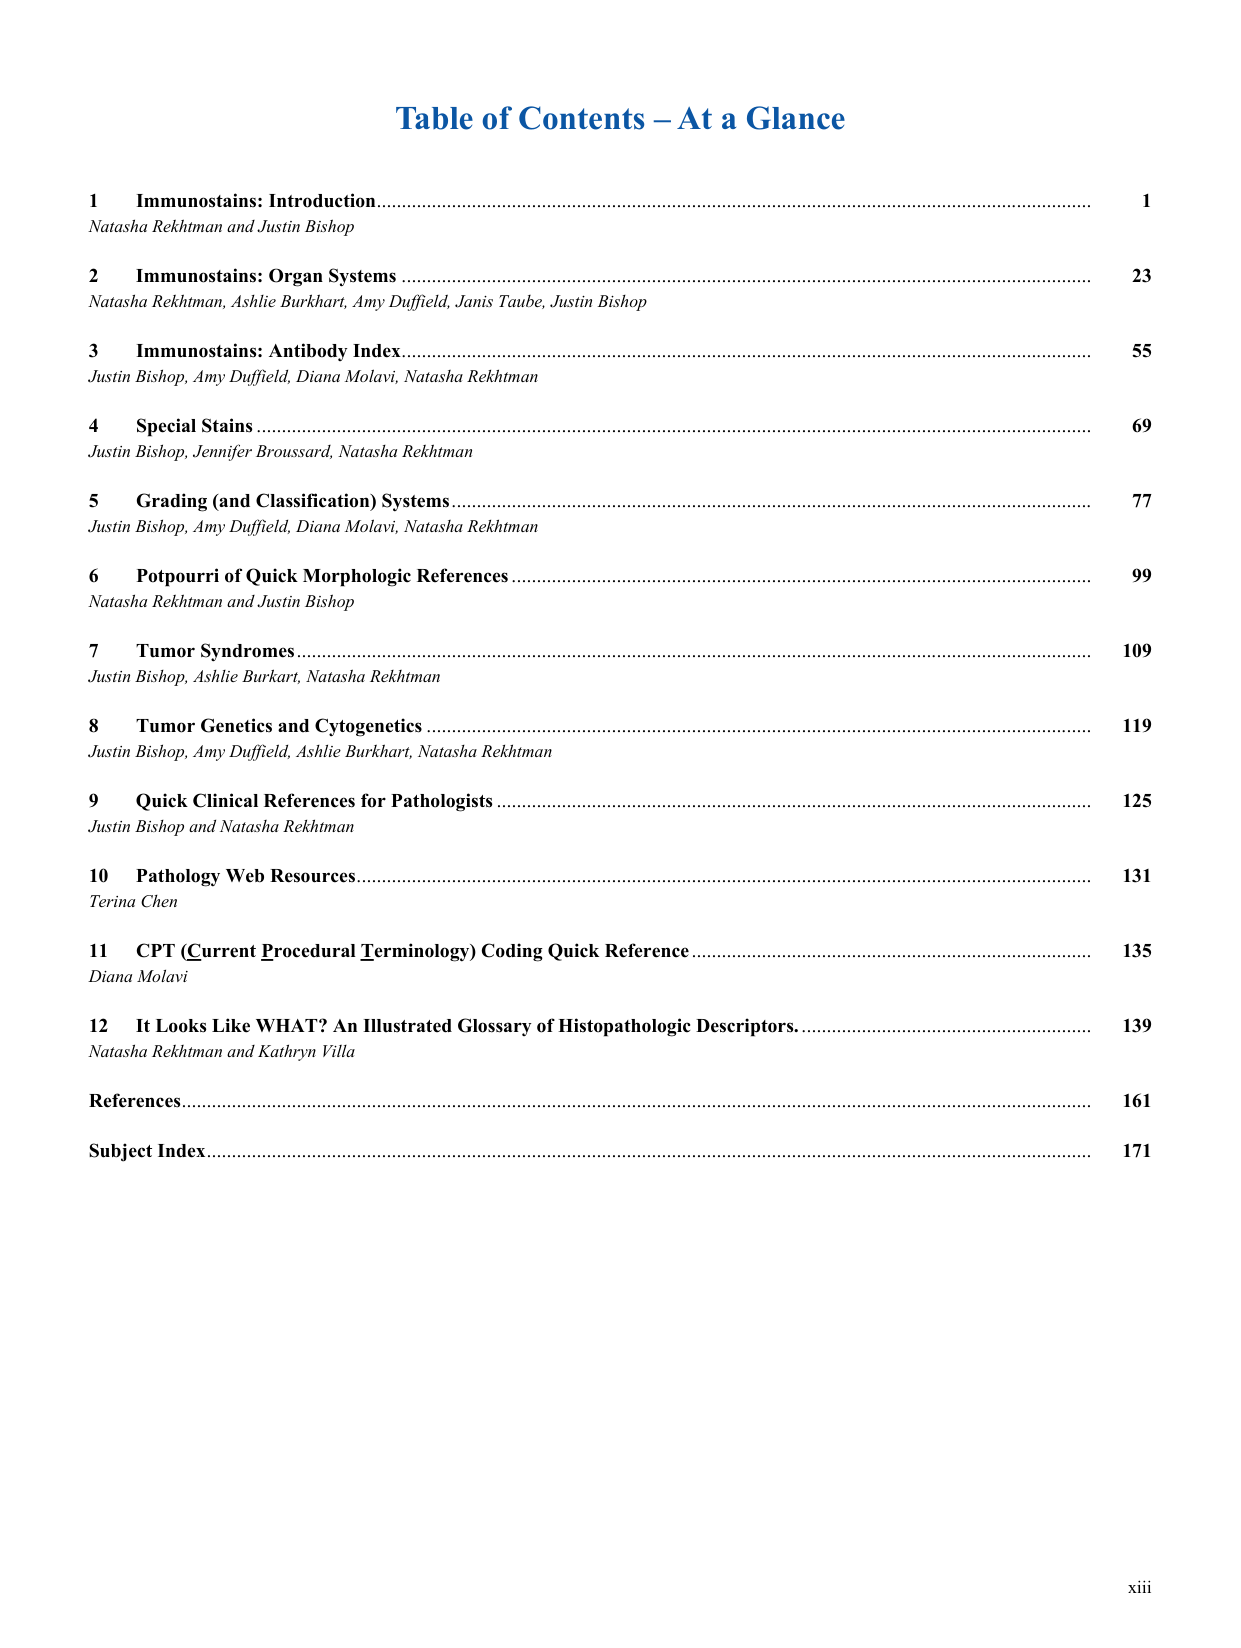 Table of Contents – At a Glance
1 Immunostains: Introduction 1
Natasha Rekhtman and Justin Bishop
2 Immunostains: Organ Systems 23
Natasha Rekhtman, Ashlie Burkhart, Amy Duffield, Janis Taube, Justin Bishop
3 Immunostains: Antibody Index 55
Justin Bishop, Amy Duffield, Diana Molavi, Natasha Rekhtman
4 Special Stains 69
Justin Bishop, Jennifer Broussard, Natasha Rekhtman
5 Grading (and Classification) Systems 77
Justin Bishop, Amy Duffield, Diana Molavi, Natasha Rekhtman
6 Potpourri of Quick Morphologic References 99
Natasha Rekhtman and Justin Bishop
7 Tumor Syndromes 109
Justin Bishop, Ashlie Burkart, Natasha Rekhtman
8 Tumor Genetics and Cytogenetics 119
Justin Bishop, Amy Duffield, Ashlie Burkhart, Natasha Rekhtman
9 Quick Clinical References for Pathologists 125
Justin Bishop and Natasha Rekhtman
10 Pathology Web Resources 131
Terina Chen
11 CPT (Current Procedural Terminology) Coding Quick Reference 135
Diana Molavi
12 It Looks Like WHAT? An Illustrated Glossary of Histopathologic Descriptors. 139
Natasha Rekhtman and Kathryn Villa
References 161
Subject Index 171
xiii